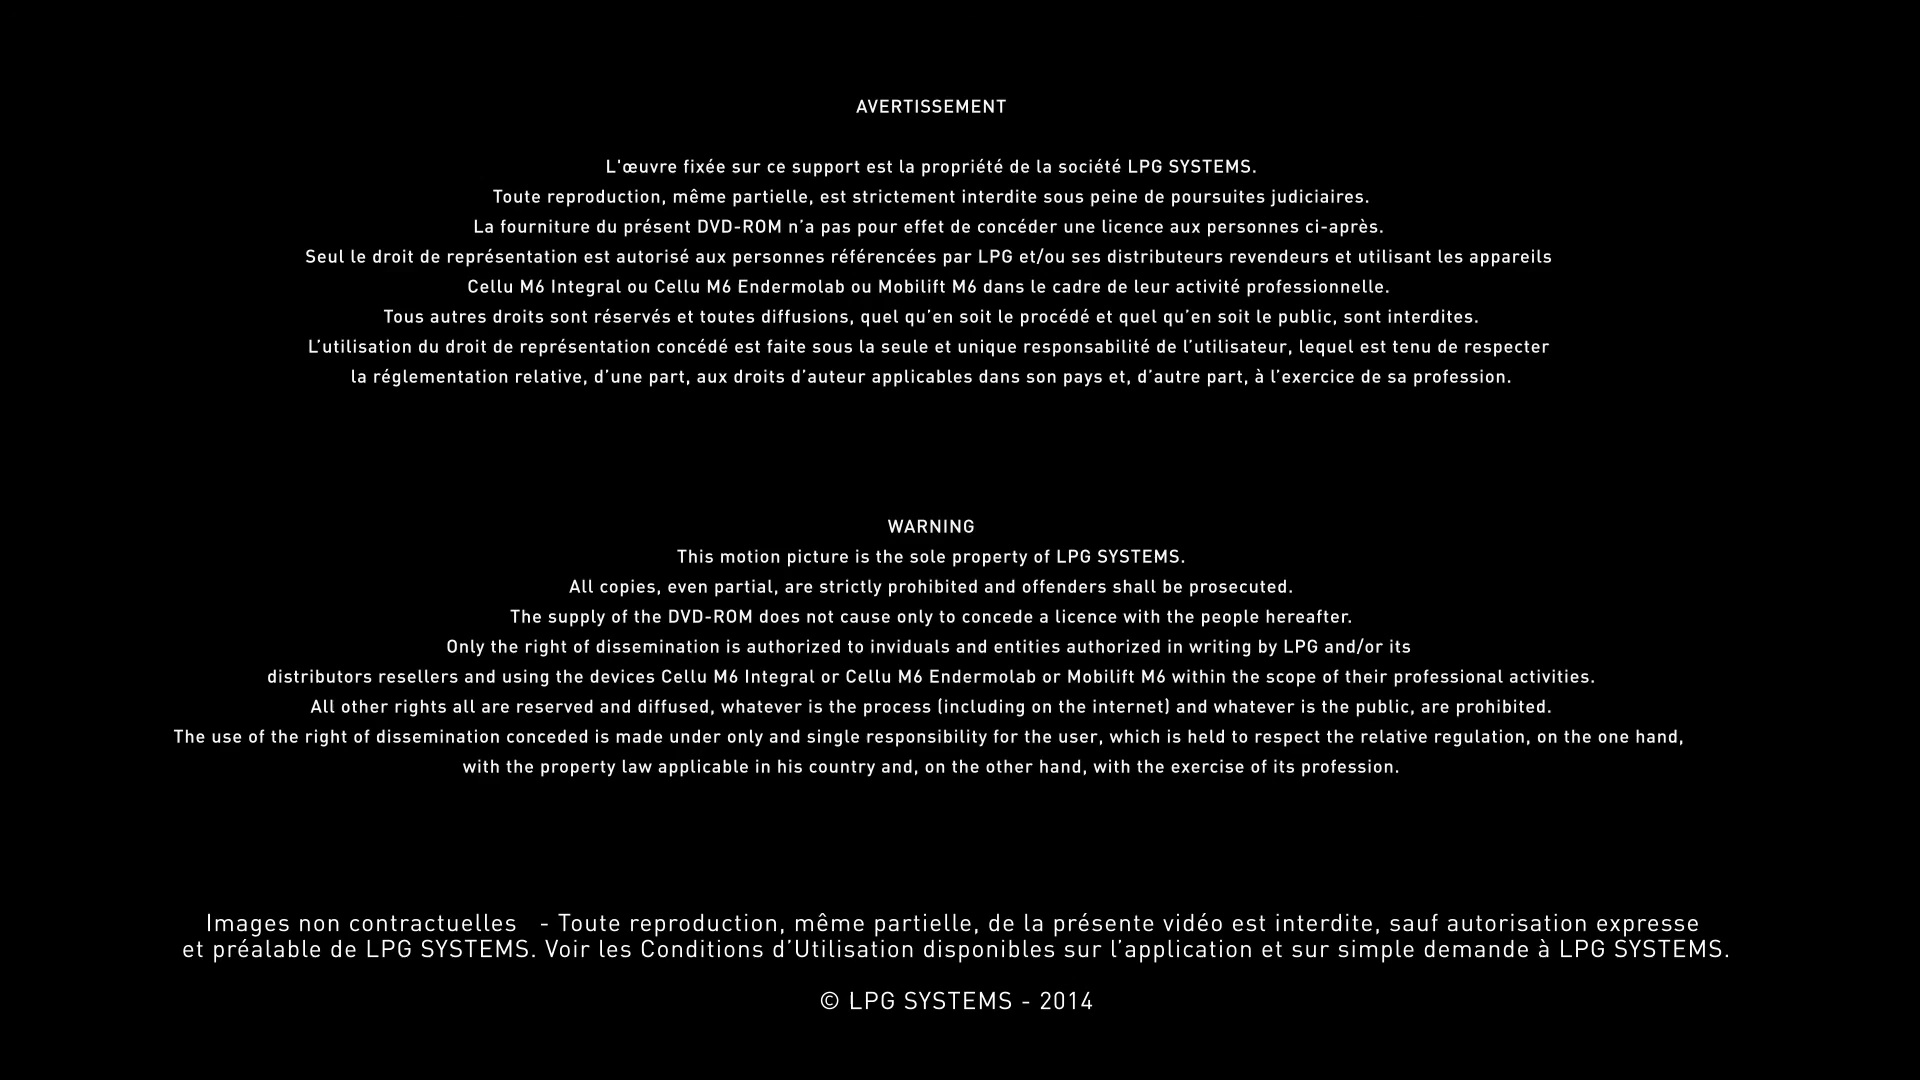 AVERTISSEMENT
L'œuvre fixée sur ce support est la propriété de la société LPG SYSTEMS.
Toute reproduction, même partielle, est strictement interdite sous peine de poursuites judiciaires.
La fourniture du présent DVD-ROM n’a pas pour effet de concéder une licence aux personnes ci-après.
Seul le droit de représentation est autorisé aux personnes référencées par LPG et/ou ses distributeurs revendeurs et utilisant les appareils
Cellu M6 Integral ou Cellu M6 Endermolab ou Mobilift M6 dans le cadre de leur activité professionnelle.
Tous autres droits sont réservés et toutes diffusions, quel qu’en soit le procédé et quel qu’en soit le public, sont interdites.
L’utilisation du droit de représentation concédé est faite sous la seule et unique responsabilité de l’utilisateur, lequel est tenu de respecter
la réglementation relative, d’une part, aux droits d’auteur applicables dans son pays et, d’autre part, à l’exercice de sa profession.
WARNING
This motion picture is the sole property of LPG SYSTEMS.
All copies, even partial, are strictly prohibited and offenders shall be prosecuted.
The supply of the DVD-ROM does not cause only to concede a licence with the people hereafter.
Only the right of dissemination is authorized to inviduals and entities authorized in writing by LPG and/or its
distributors resellers and using the devices Cellu M6 Integral or Cellu M6 Endermolab or Mobilift M6 within the scope of their professional activities.
All other rights all are reserved and diffused, whatever is the process (including on the internet) and whatever is the public, are prohibited.
The use of the right of dissemination conceded is made under only and single responsibility for the user, which is held to respect the relative regulation, on the one hand,
with the property law applicable in his country and, on the other hand, with the exercise of its profession.
Images non contractuelles - Toute reproduction, même partielle, de la présente vidéo est interdite, sauf autorisation expresse
et préalable de LPG SYSTEMS. Voir les Conditions d’Utilisation disponibles sur l’application et sur simple demande à LPG SYSTEMS.
© LPG SYSTEMS - 2014